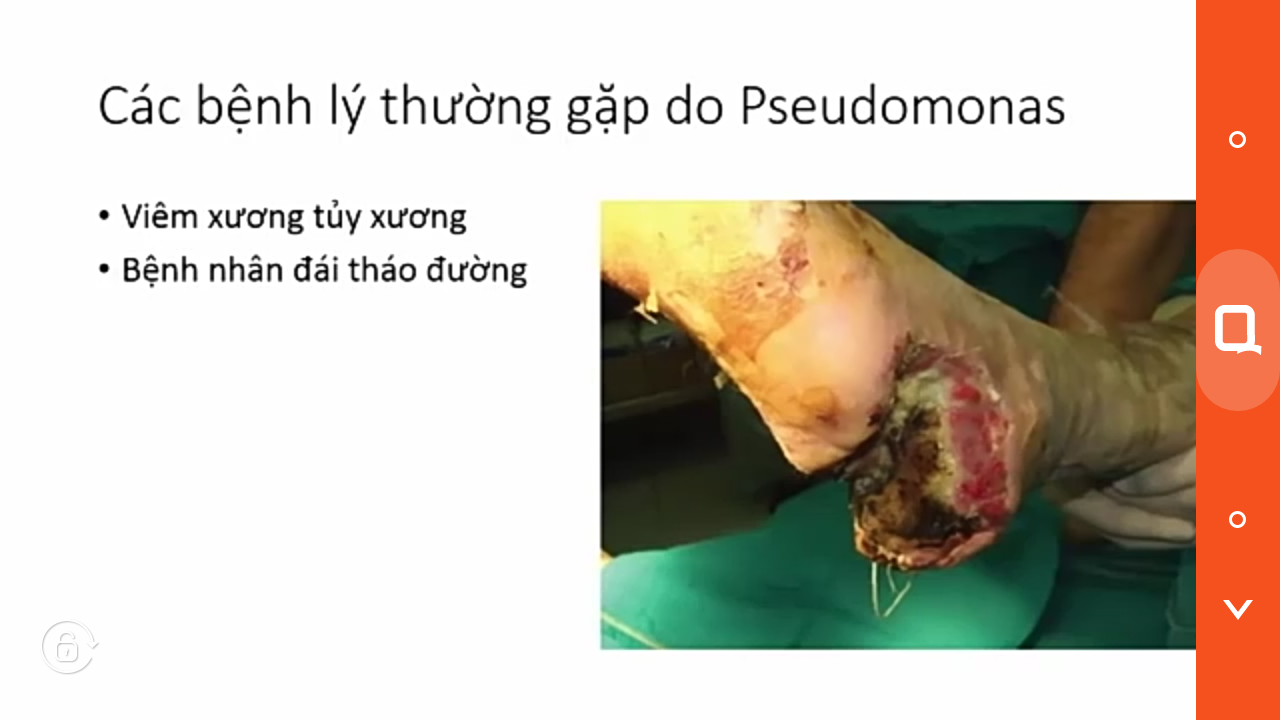 Các bệnh lý thường gặp do Pseudomonas
• Viêm xương tủy xương
• Bệnh nhân đái tháo đường